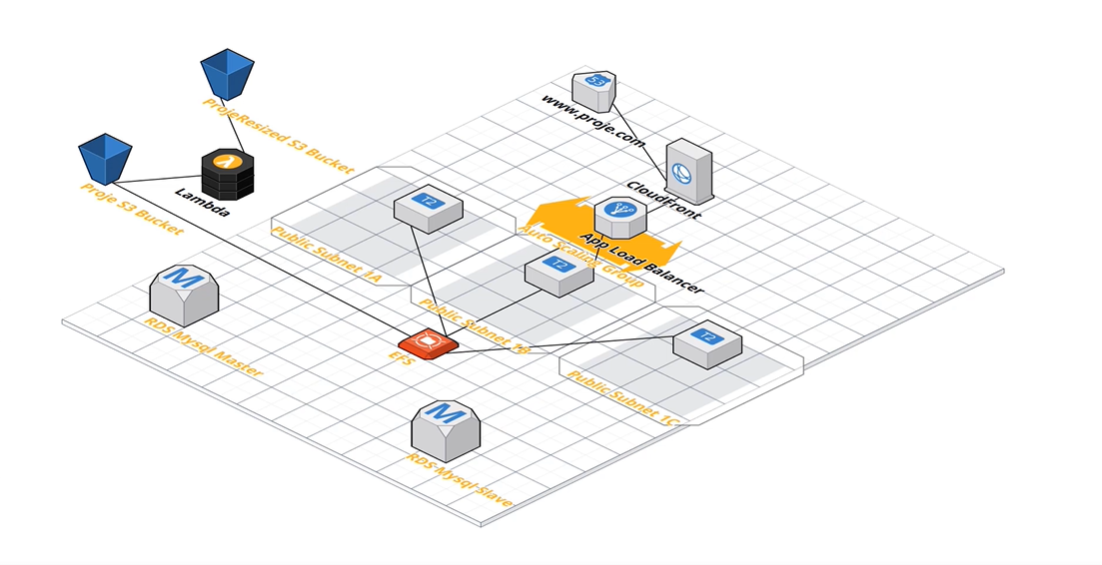 S3
www.proje.com
ProjeResized S3 Bucket
Proje S3 Bucket
Lambda
CloudFront
T2
Public Subnet 1A
Auto Scaling Group
App Load Balancer
T2
Public Subnet 1B
M
RDS Mysql Master
EFS
T2
Public Subnet 1C
M
RDS Mysql Slave